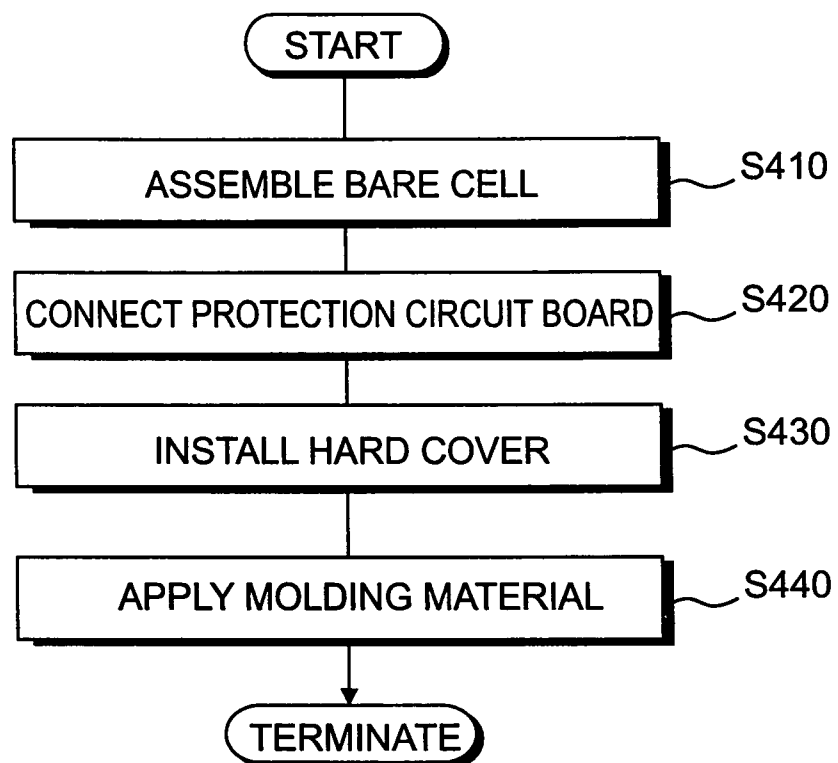 START
ASSEMBLE BARE CELL S410
CONNECT PROTECTION CIRCUIT BOARD S420
INSTALL HARD COVER S430
APPLY MOLDING MATERIAL S440
TERMINATE